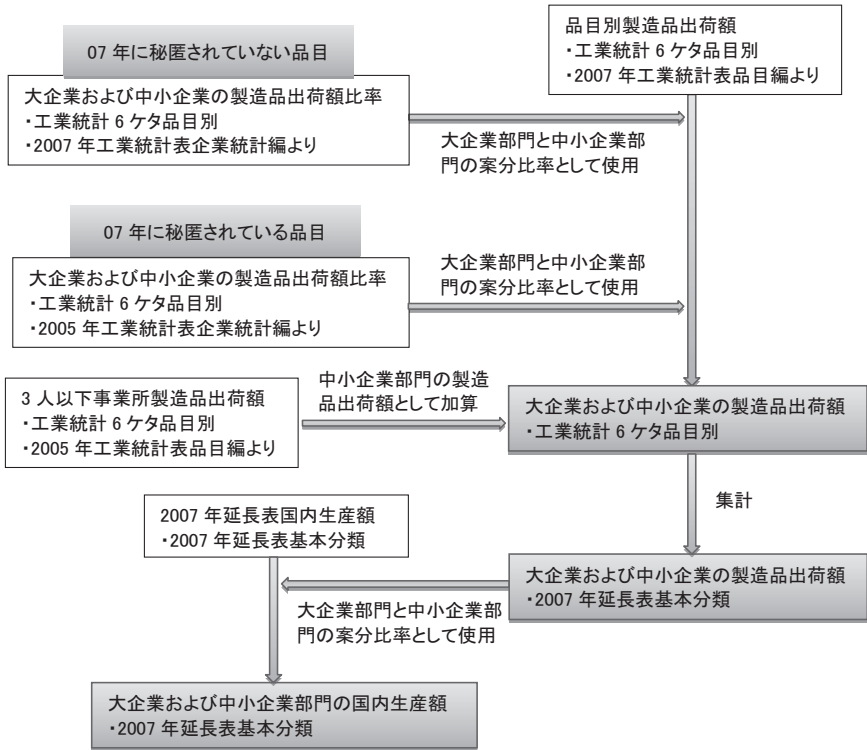 07 年に秘匿されていない品目
大企業および中小企業の製造品出荷額比率
・工業統計 6 ケタ品目別
・2007 年工業統計表企業統計編より
品目別製造品出荷額
・工業統計 6 ケタ品目別
・2007 年工業統計表品目編より
大企業部門と中小企業部
門の案分比率として使用
07 年に秘匿されている品目
大企業および中小企業の製造品出荷額比率
・工業統計 6 ケタ品目別
・2005 年工業統計表企業統計編より
大企業部門と中小企業部
門の案分比率として使用
3 人以下事業所製造品出荷額
・工業統計 6 ケタ品目別
・2005 年工業統計表品目編より
中小企業部門の製造
品出荷額として加算
大企業および中小企業の製造品出荷額
・工業統計 6 ケタ品目別
集計
2007 年延長表国内生産額
・2007 年延長表基本分類
大企業および中小企業の製造品出荷額
・2007 年延長表基本分類
大企業部門と中小企業部
門の案分比率として使用
大企業および中小企業部門の国内生産額
・2007 年延長表基本分類